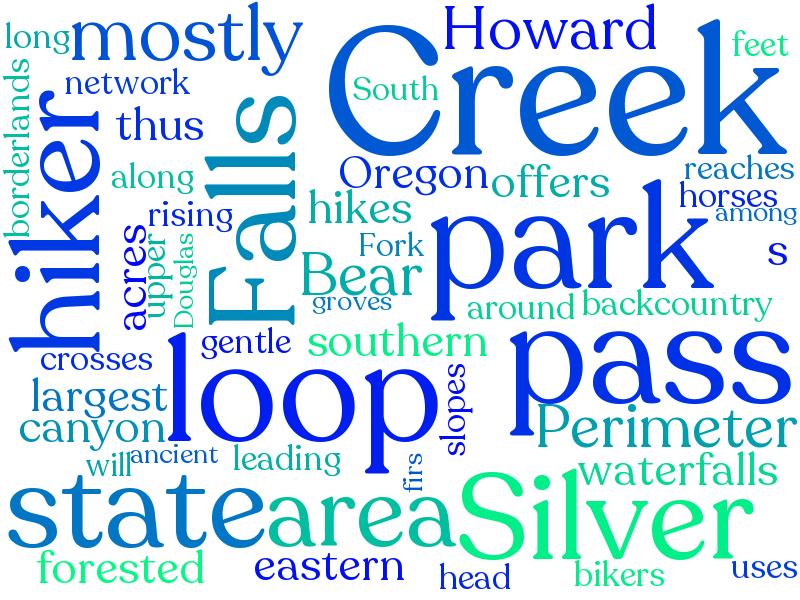 long
mostly
Howard
Creek
feet
network
South
borderlands
hiker
thus
Falls
Oregon
offers
reaches
along
horses
among
rising
hikes
park
acres
upper
Douglas
Fork
s
Bear
groves
around
backcountry
crosses
gentle
southern
loop
pass
largest
slopes
canyon
Perimeter
will
ancient
leading
firs
waterfalls
state
area
Silver
forested
eastern
head
bikers
uses